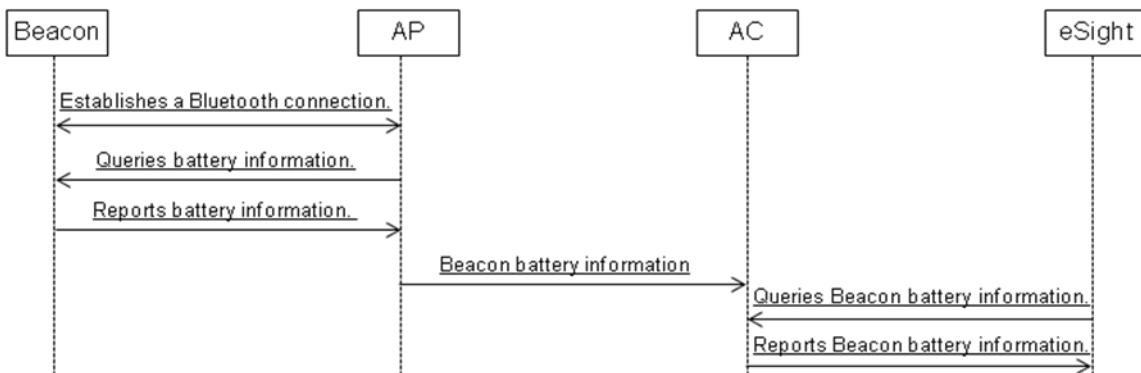 Beacon
AP
AC
eSight
Establishes a Bluetooth connection.
Queries battery information.
Reports battery information.
Beacon battery information
Queries Beacon battery information.
Reports Beacon battery information.